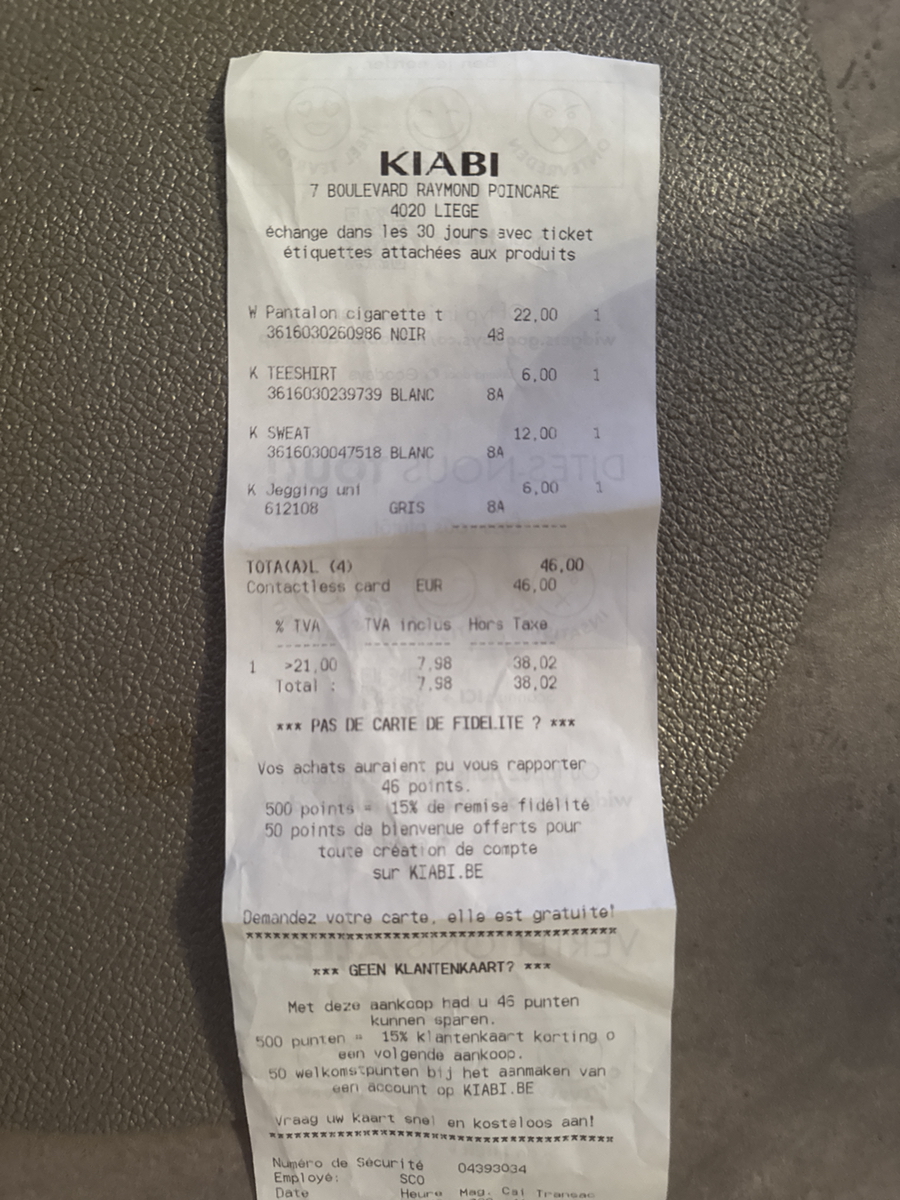 KIABI
7 BOULEVARD RAYMOND POINCARE
4020 LIEGE
échange dans les 30 jours avec ticket
étiquettes attachées aux produits
W Pantalon cigarette t 22,00 1
3616030260986 NOIR 48
K TEESHIRT 6,00 1
3616030239739 BLANC 8A
K SWEAT 12,00 1
3616030047518 BLANC 8A
K Jegging uni 6,00 1
612108 GRIS 8A
------------
TOTA(A)L (4) 46,00
Contactless card EUR 46,00
% TVA TVA inclus Hors Taxe
------- ---------- ----------
1 >21,00 7,98 38,02
Total : 7,98 38,02
*** PAS DE CARTE DE FIDELITE ? ***
Vos achats auraient pu vous rapporter
46 points.
500 points = 15% de remise fidélité
50 points de bienvenue offerts pour
toute création de compte
sur KIABI.BE
Demandez votre carte, elle est gratuite!
****************************************
*** GEEN KLANTENKAART? ***
Met deze aankoop had u 46 punten
kunnen sparen.
500 punten = 15% klantenkaart korting o
een volgende aankoop.
50 welkomstpunten bij het aanmaken van
een account op KIABI.BE
Vraag uw kaart snel en kosteloos aan!
****************************************
Numéro de Sécurité 04393034
Employé: SCO
Date Heure Mag. Cai Transac